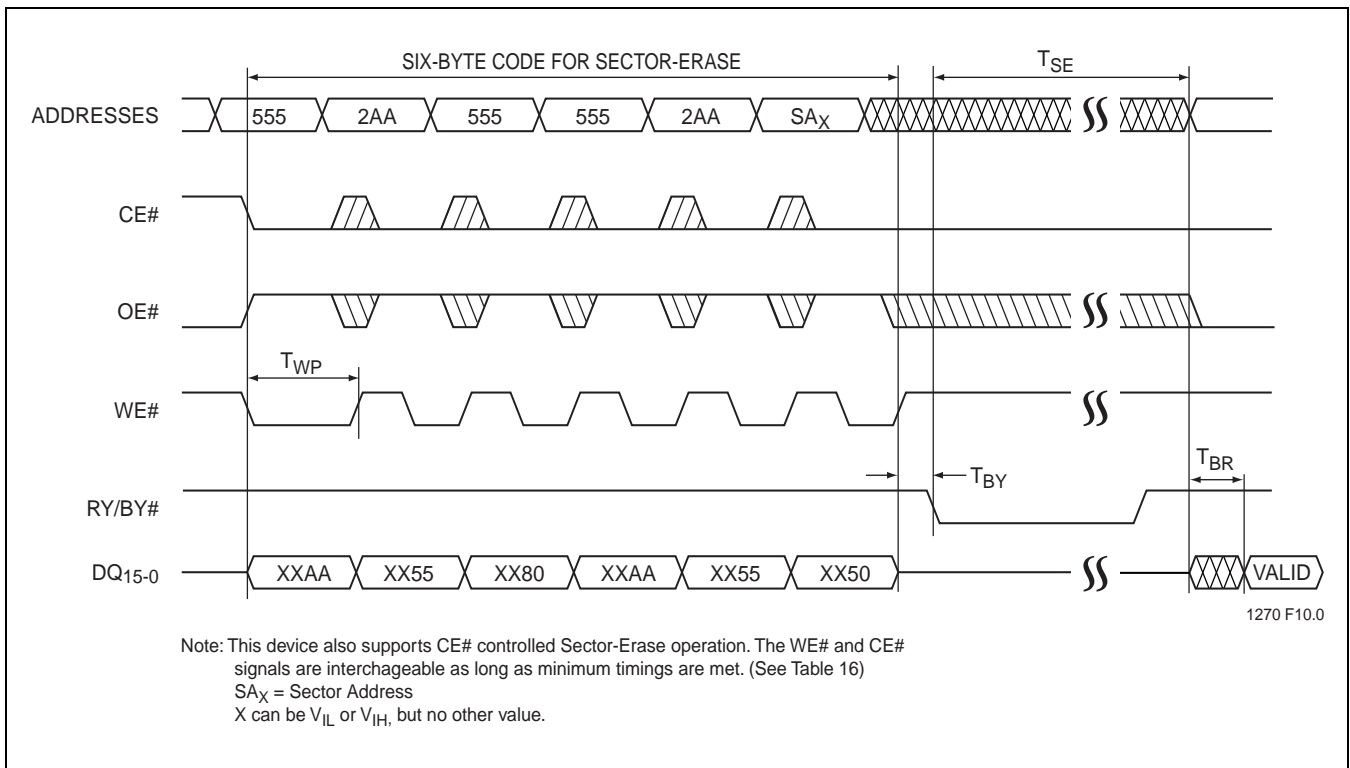 SIX-BYTE CODE FOR SECTOR-ERASE
TSE
ADDRESSES 555 2AA 555 555 2AA SAX
CE#
OE#
TWP
WE#
TBR
TBY
RY/BY#
DQ15-0 XXAA XX55 XX80 XXAA XX55 XX50 VALID
1270 F10.0
Note: This device also supports CE# controlled Sector-Erase operation. The WE# and CE#
signals are interchageable as long as minimum timings are met. (See Table 16)
SAX = Sector Address
X can be VIL or VIH, but no other value.